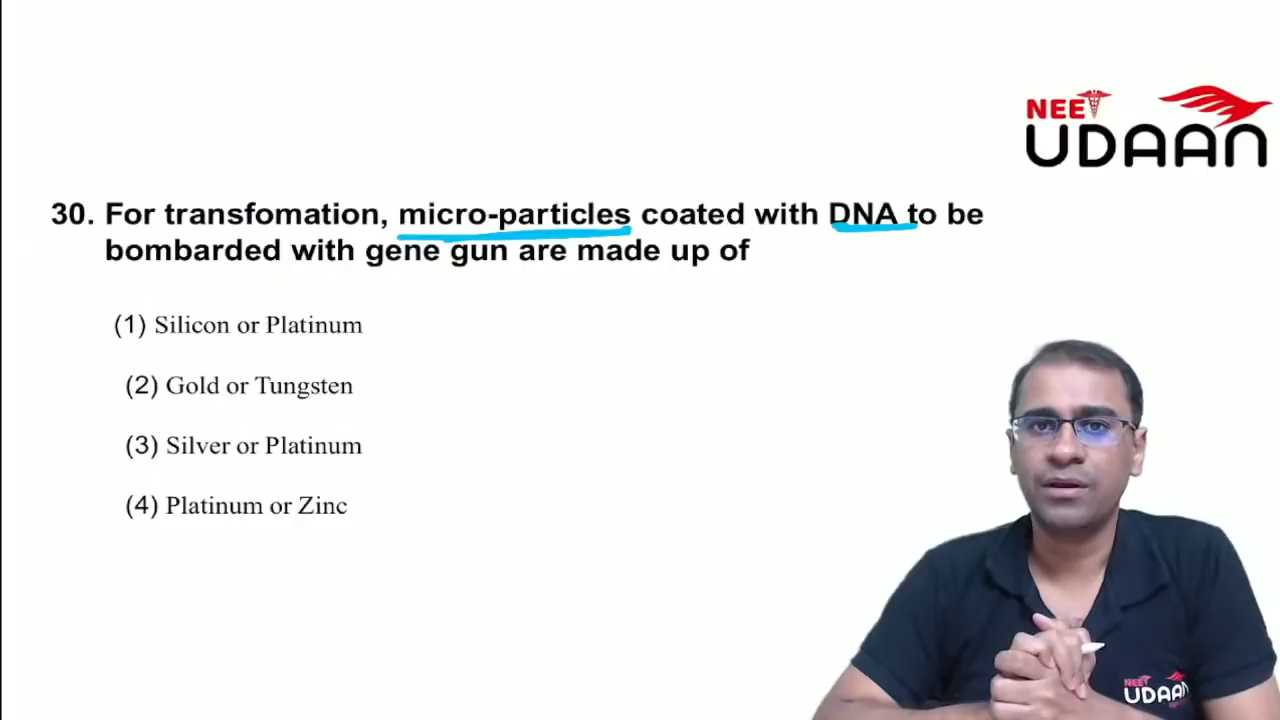 NEET
UDAAN
30. For transfomation, micro-particles coated with DNA to be
bombarded with gene gun are made up of
(1) Silicon or Platinum
(2) Gold or Tungsten
(3) Silver or Platinum
(4) Platinum or Zinc
NEET
UDAAN